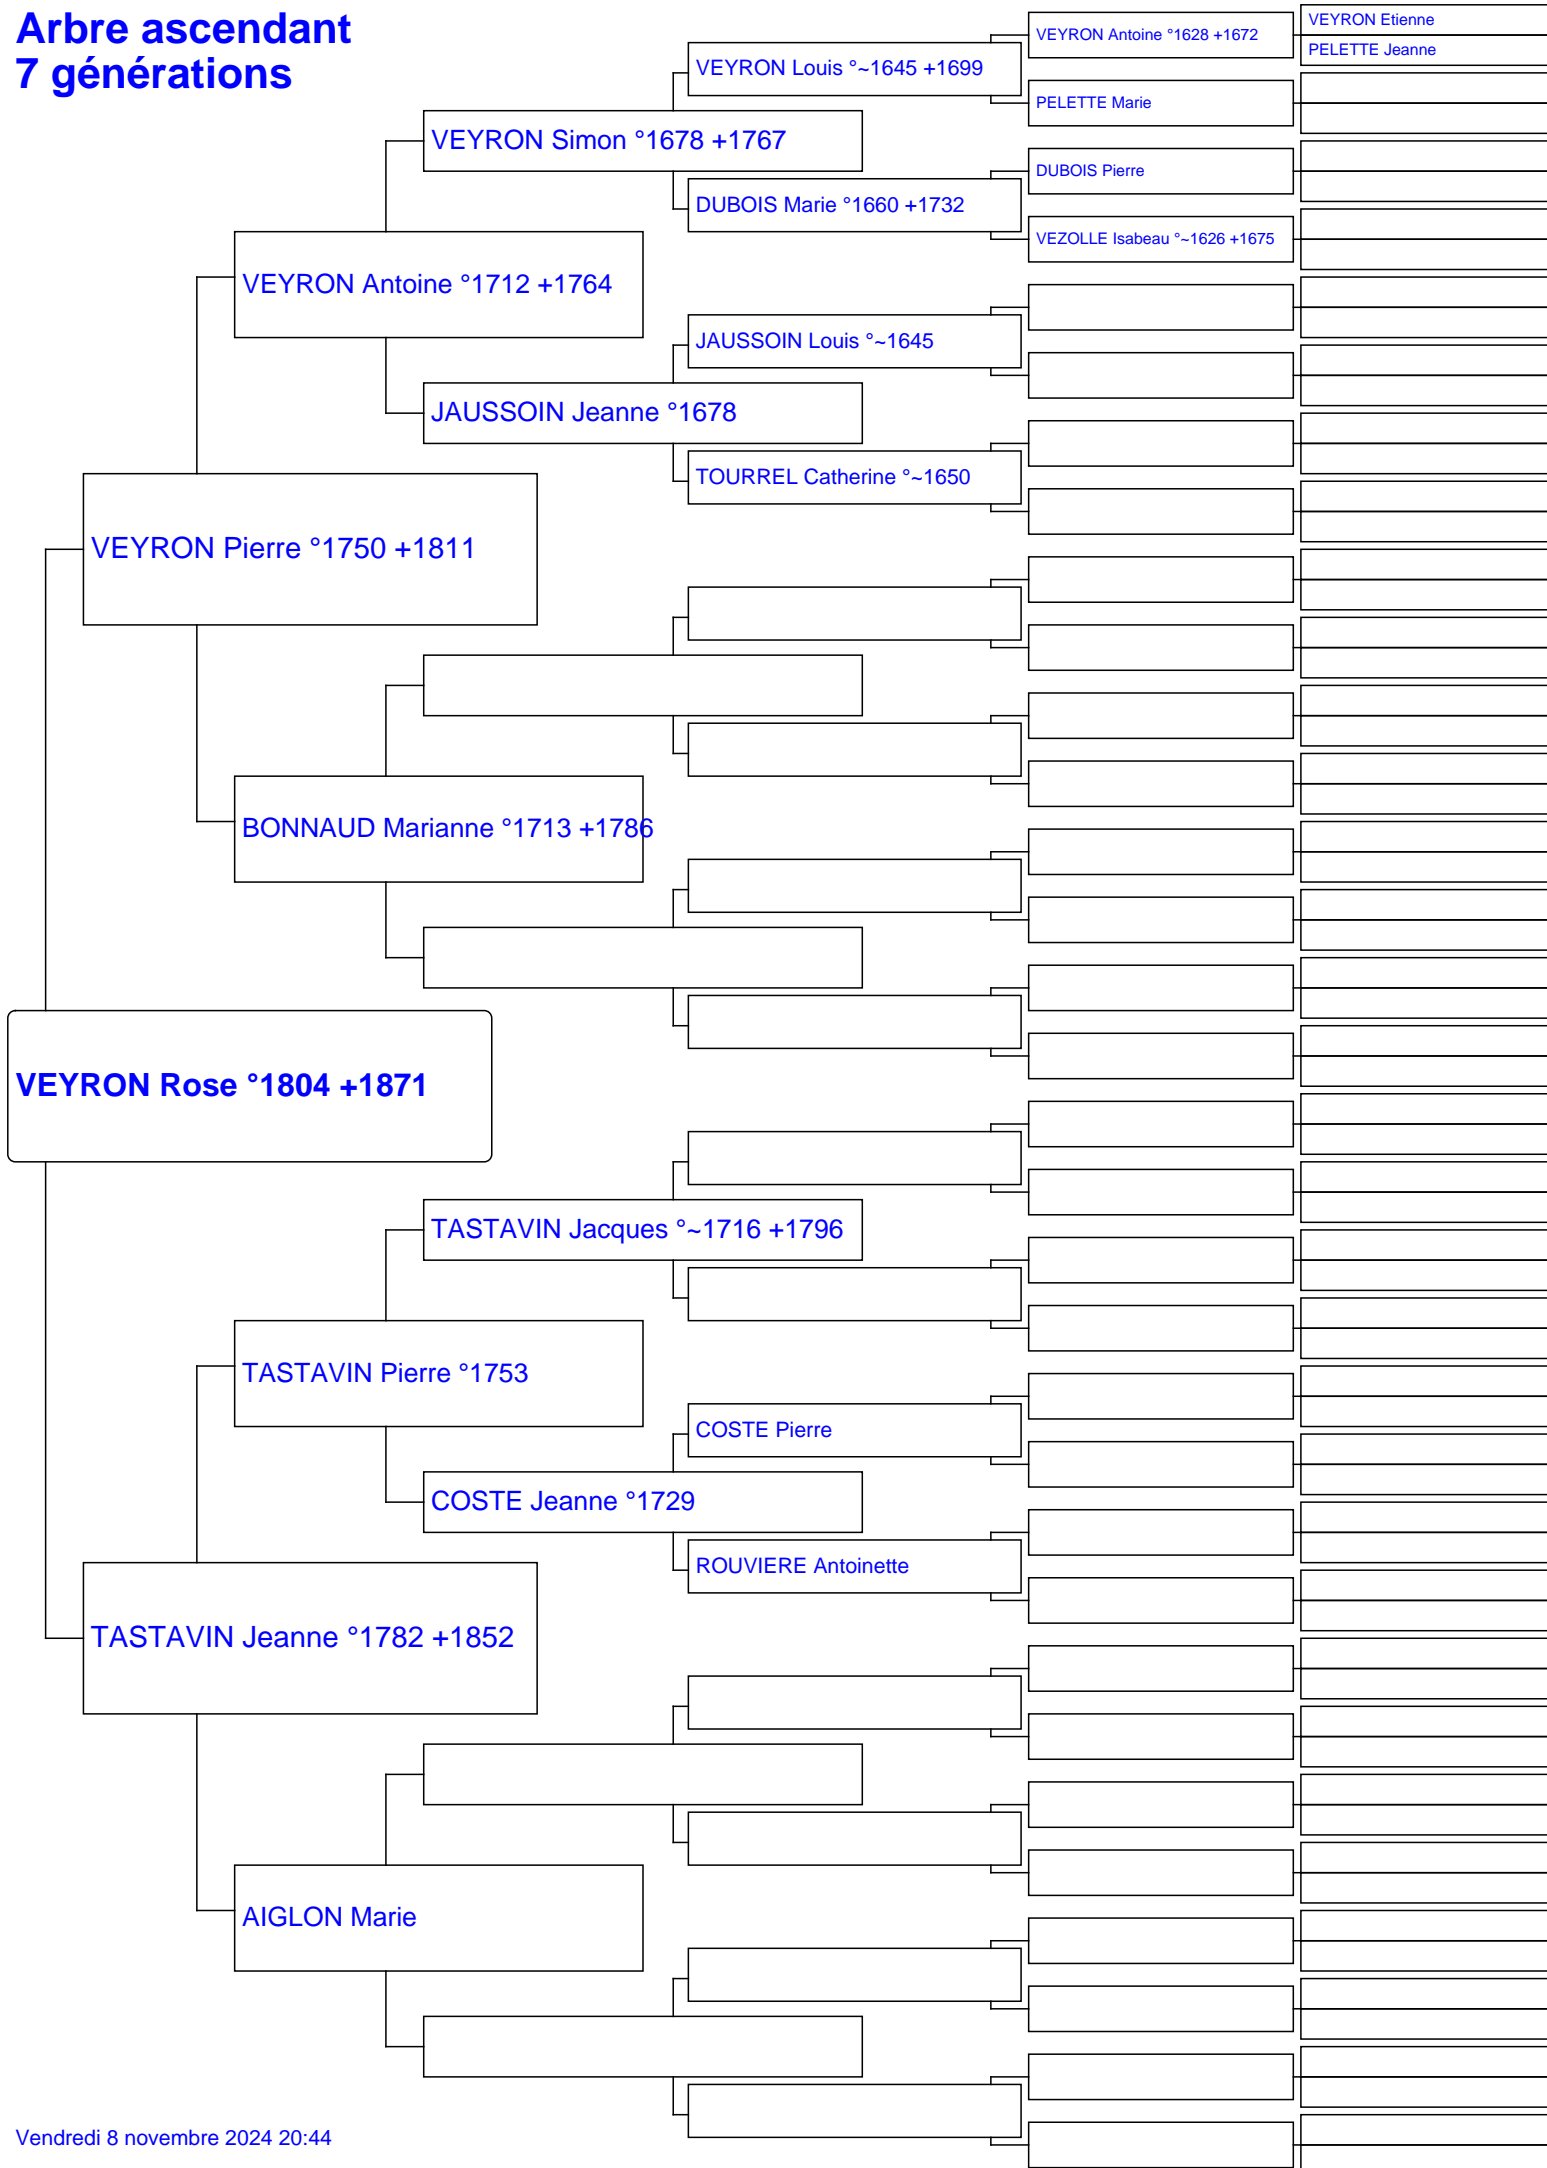 Arbre ascendant
7 générations
VEYRON Etienne
PELETTE Jeanne
VEYRON Antoine °1628 +1672
VEYRON Louis °~1645 +1699
PELETTE Marie
VEYRON Simon °1678 +1767
DUBOIS Pierre
DUBOIS Marie °1660 +1732
VEZOLLE Isabeau °~1626 +1675
VEYRON Antoine °1712 +1764
JAUSSOIN Louis °~1645
JAUSSOIN Jeanne °1678
TOURREL Catherine °~1650
VEYRON Pierre °1750 +1811
BONNAUD Marianne °1713 +1786
VEYRON Rose °1804 +1871
TASTAVIN Jacques °~1716 +1796
TASTAVIN Pierre °1753
COSTE Pierre
COSTE Jeanne °1729
ROUVIERE Antoinette
TASTAVIN Jeanne °1782 +1852
AIGLON Marie
Vendredi 8 novembre 2024 20:44